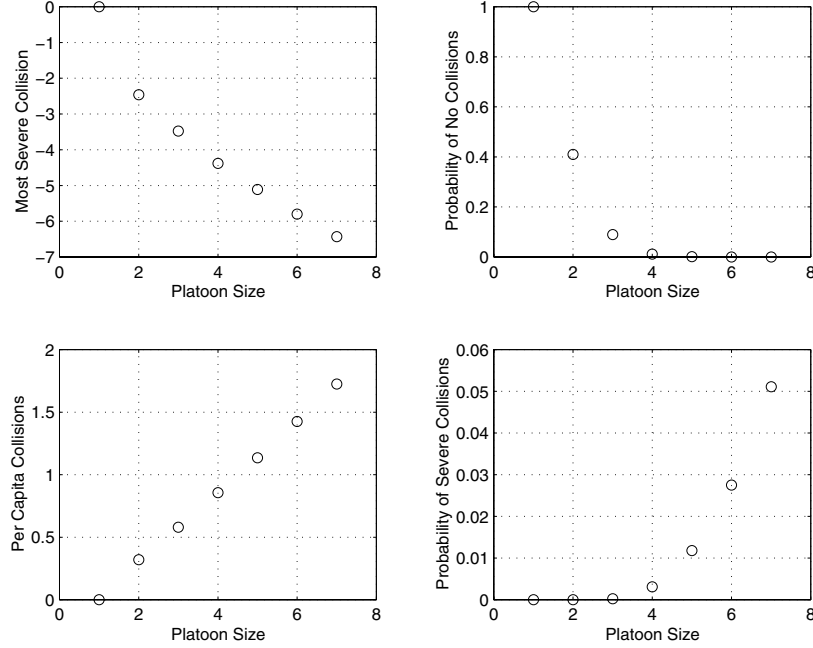 0
-1
-2
-3
-4
-5
-6
-7
Most Severe Collision
0 2 4 6 8
Platoon Size
1
0.8
0.6
0.4
0.2
0
Probability of No Collisions
0 2 4 6 8
Platoon Size
2
1.5
1
0.5
0
Per Capita Collisions
0 2 4 6 8
Platoon Size
0.06
0.05
0.04
0.03
0.02
0.01
0
Probability of Severe Collisions
0 2 4 6 8
Platoon Size